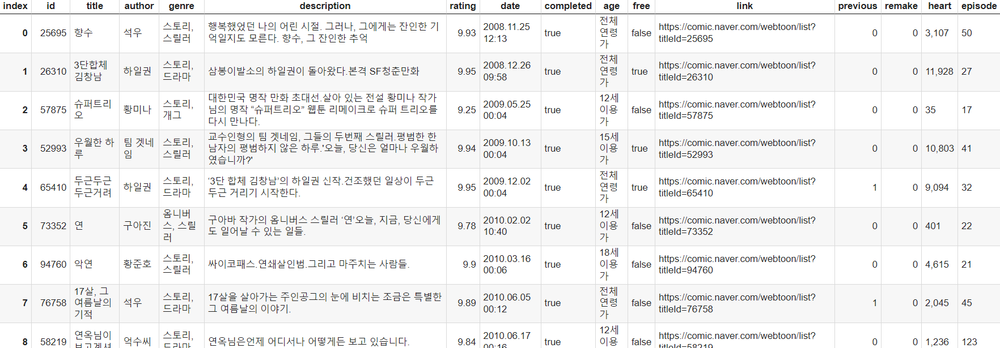 index id title author genre description rating date completed age free link previous remake heart episode
0 25695 향수 석우 스토리, 스릴러 행복했었던 나의 어린 시절. 그러나, 그에게는 잔인한 기억일지도 모른다. 향수, 그 잔인한 추억 9.93 2008.11.25 12:13 true 전체 연령가 false https://comic.naver.com/webtoon/list?titleId=25695 0 0 3,107 50
1 26310 3단합체 김창남 하일권 스토리, 드라마 삼봉이발소의 하일권이 돌아왔다.본격 SF청춘만화 9.95 2008.12.26 09:58 true 전체 연령가 true https://comic.naver.com/webtoon/list?titleId=26310 0 0 11,928 27
2 57875 슈퍼트리오 황미나 스토리, 개그 대한민국 명작 만화 초대선.살아 있는 전설 황미나 작가님의 명작 “슈퍼트리오” 웹툰 리메이크로 슈퍼 트리오를 다시 만나다. 9.25 2009.05.25 00:04 true 12세 이용가 false https://comic.naver.com/webtoon/list?titleId=57875 0 0 35 17
3 52993 우월한 하루 팀 겟네임 스토리, 스릴러 교수인형의 팀 겟네임, 그들의 두번째 스릴러.평범한 한 남자의 평범하지 않은 하루.'오늘, 당신은 얼마나 우월하였습니까?' 9.94 2009.10.13 00:04 true 15세 이용가 true https://comic.naver.com/webtoon/list?titleId=52993 0 0 10,803 41
4 65410 두근두근두근거려 하일권 스토리, 드라마 ‘3단 합체 김창남’의 하일권 신작.건조했던 일상이 두근두근 거리기 시작한다. 9.95 2009.12.02 00:04 true 전체 연령가 true https://comic.naver.com/webtoon/list?titleId=65410 1 0 9,094 32
5 73352 연 구아진 옴니버스, 스릴러 구아바 작가의 옴니버스 스릴러 ‘연’오늘, 지금, 당신에게도 일어날 수 있는 일들. 9.78 2010.02.02 10:40 true 12세 이용가 false https://comic.naver.com/webtoon/list?titleId=73352 0 0 401 22
6 94760 악연 황준호 스토리, 스릴러 싸이코패스.연쇄살인범.그리고 마주치는 사람들. 9.9 2010.03.16 00:06 true 18세 이용가 false https://comic.naver.com/webtoon/list?titleId=94760 0 0 4,615 21
7 76758 17살, 그 여름날의 기적 석우 스토리, 드라마 17살을 살아가는 주인공그의 눈에 비치는 조금은 특별한 그 여름날의 이야기. 9.89 2010.06.05 00:12 true 전체 연령가 false https://comic.naver.com/webtoon/list?titleId=76758 1 0 2,045 45
8 58219 연옥님이 보고계셔 억수씨 스토리, 드라마 연옥님은언제 어디서나 어떻게든 보고 있습니다. 9.84 2010.06.17 00:16 true 12세 이용 false https://comic.naver.com/webtoon/list?titleId=58219 0 0 1,236 123